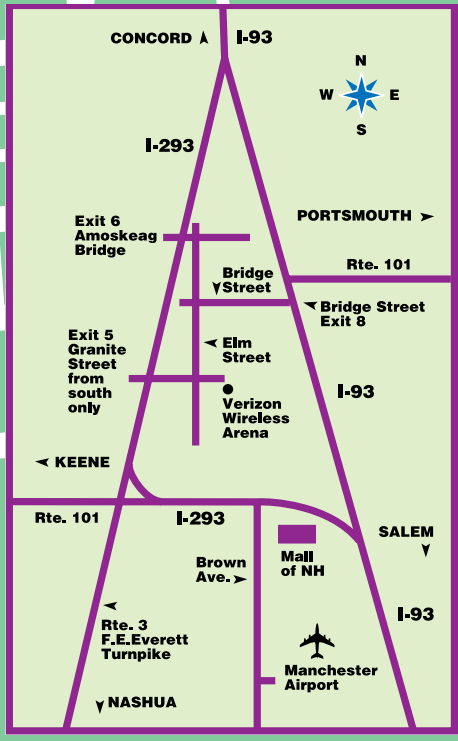 CONCORD
I-93
N
W E
S
I-293
PORTSMOUTH
Exit 6
Amoskeag
Bridge
Rte. 101
Bridge
Street
Bridge Street
Exit 8
Exit 5
Granite
Street
from
south
only
Elm
Street
I-93
Verizon
Wireless
Arena
KEENE
Rte. 101
I-293
SALEM
Brown
Ave.
Mall
of NH
I-93
Rte. 3
F.E.Everett
Turnpike
Manchester
Airport
NASHUA